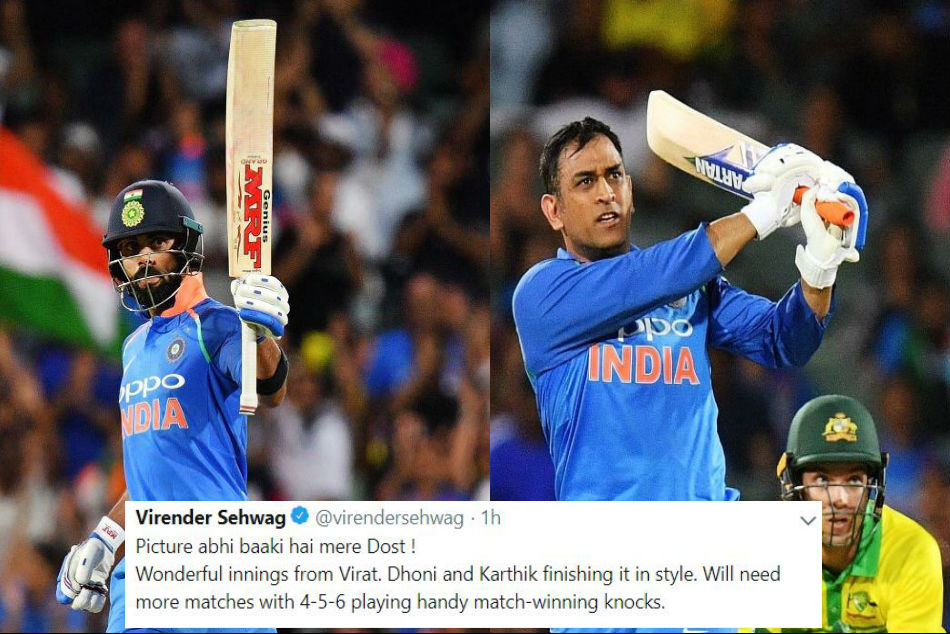 GRAND
MRF
Genius
oppo
INDIA
MRF
SPARTAN
oppo
INDIA
Virender Sehwag @virendersehwag · 1h
Picture abhi baaki hai mere Dost !
Wonderful innings from Virat. Dhoni and Karthik finishing it in style. Will need
more matches with 4-5-6 playing handy match-winning knocks.